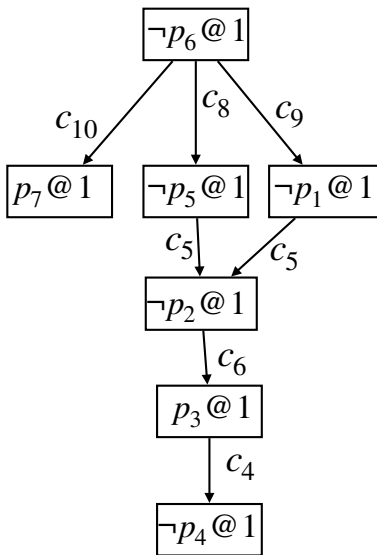 ¬p₆@1
c₁₀
c₈
c₉
p₇@1
¬p₅@1
¬p₁@1
c₅
c₅
¬p₂@1
c₆
p₃@1
c₄
¬p₄@1